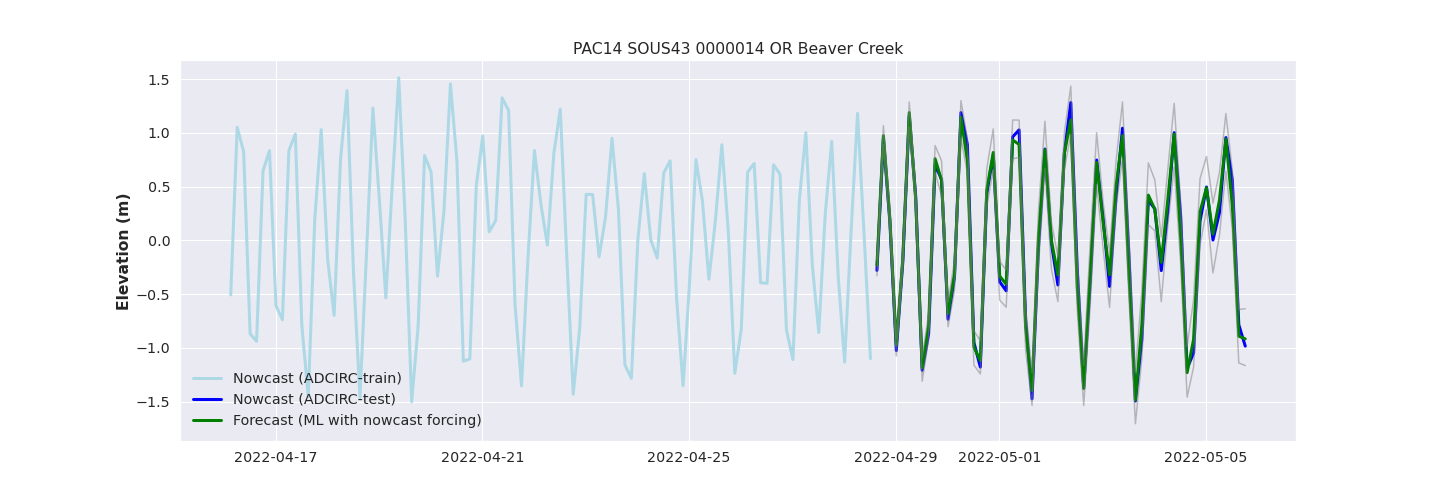 PAC14 SOUS43 0000014 OR Beaver Creek
Elevation (m)
1.5
1.0
0.5
0.0
−0.5
−1.0
−1.5
Nowcast (ADCIRC-train)
Nowcast (ADCIRC-test)
Forecast (ML with nowcast forcing)
2022-04-17 2022-04-21 2022-04-25 2022-04-29 2022-05-01 2022-05-05